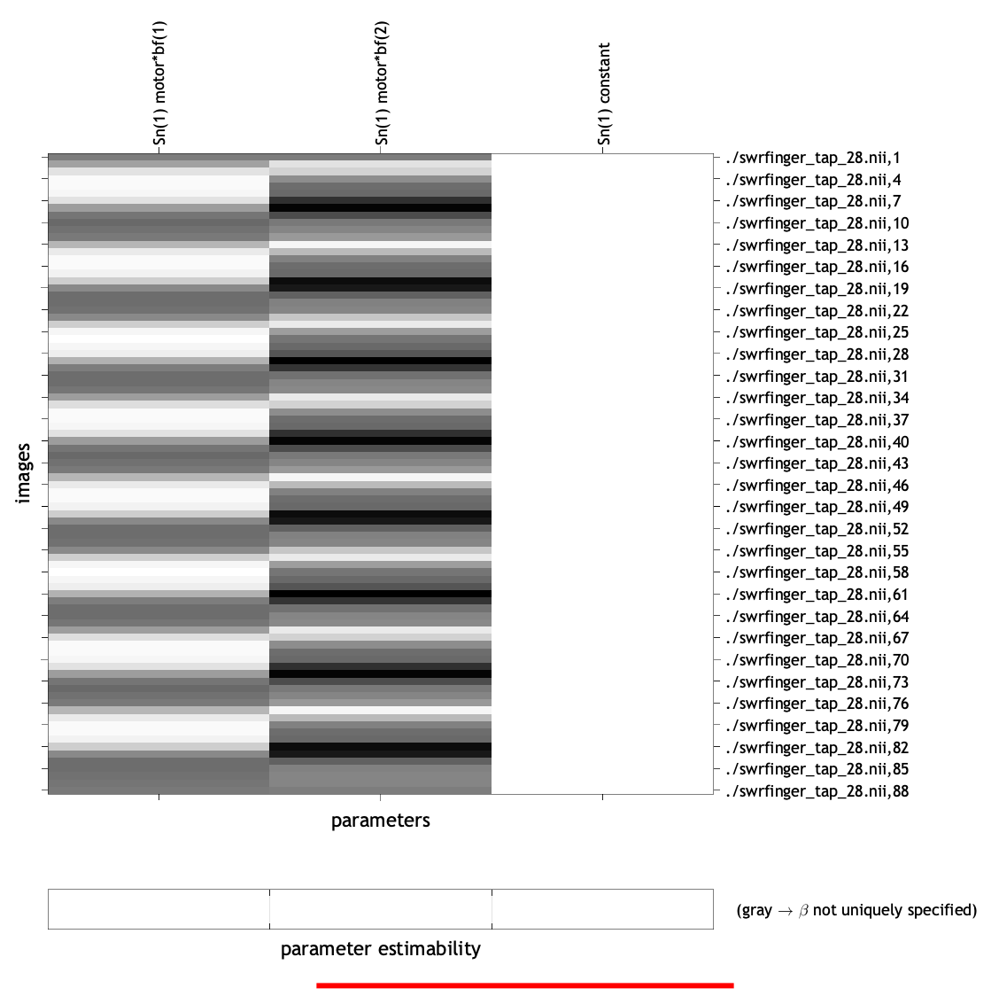 Sn(1) motor*bf(1)
Sn(1) motor*bf(2)
Sn(1) constant
./swrfinger_tap_28.nii,1
./swrfinger_tap_28.nii,4
./swrfinger_tap_28.nii,7
./swrfinger_tap_28.nii,10
./swrfinger_tap_28.nii,13
./swrfinger_tap_28.nii,16
./swrfinger_tap_28.nii,19
./swrfinger_tap_28.nii,22
./swrfinger_tap_28.nii,25
./swrfinger_tap_28.nii,28
./swrfinger_tap_28.nii,31
./swrfinger_tap_28.nii,34
./swrfinger_tap_28.nii,37
./swrfinger_tap_28.nii,40
./swrfinger_tap_28.nii,43
./swrfinger_tap_28.nii,46
./swrfinger_tap_28.nii,49
./swrfinger_tap_28.nii,52
./swrfinger_tap_28.nii,55
./swrfinger_tap_28.nii,58
./swrfinger_tap_28.nii,61
./swrfinger_tap_28.nii,64
./swrfinger_tap_28.nii,67
./swrfinger_tap_28.nii,70
./swrfinger_tap_28.nii,73
./swrfinger_tap_28.nii,76
./swrfinger_tap_28.nii,79
./swrfinger_tap_28.nii,82
./swrfinger_tap_28.nii,85
./swrfinger_tap_28.nii,88
images
parameters
(gray → β not uniquely specified)
parameter estimability